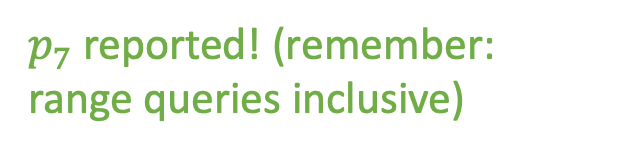 p₇ reported! (remember:
range queries inclusive)